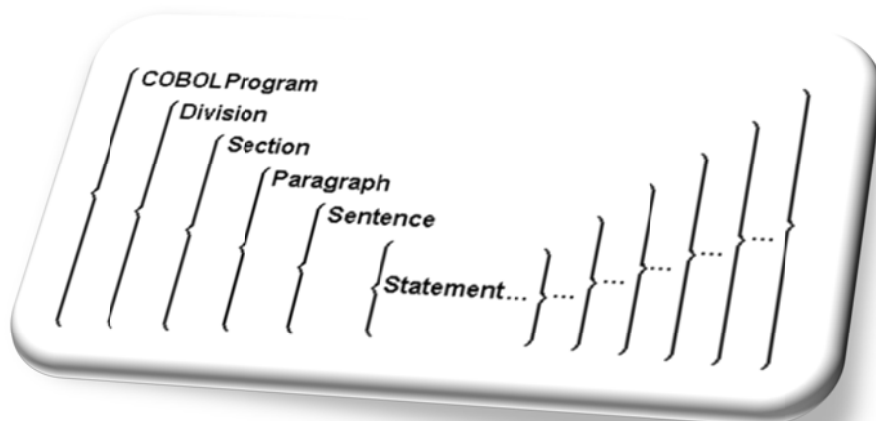 COBOL Program
Division
Section
Paragraph
Sentence
Statement... ... ... ... ... ...